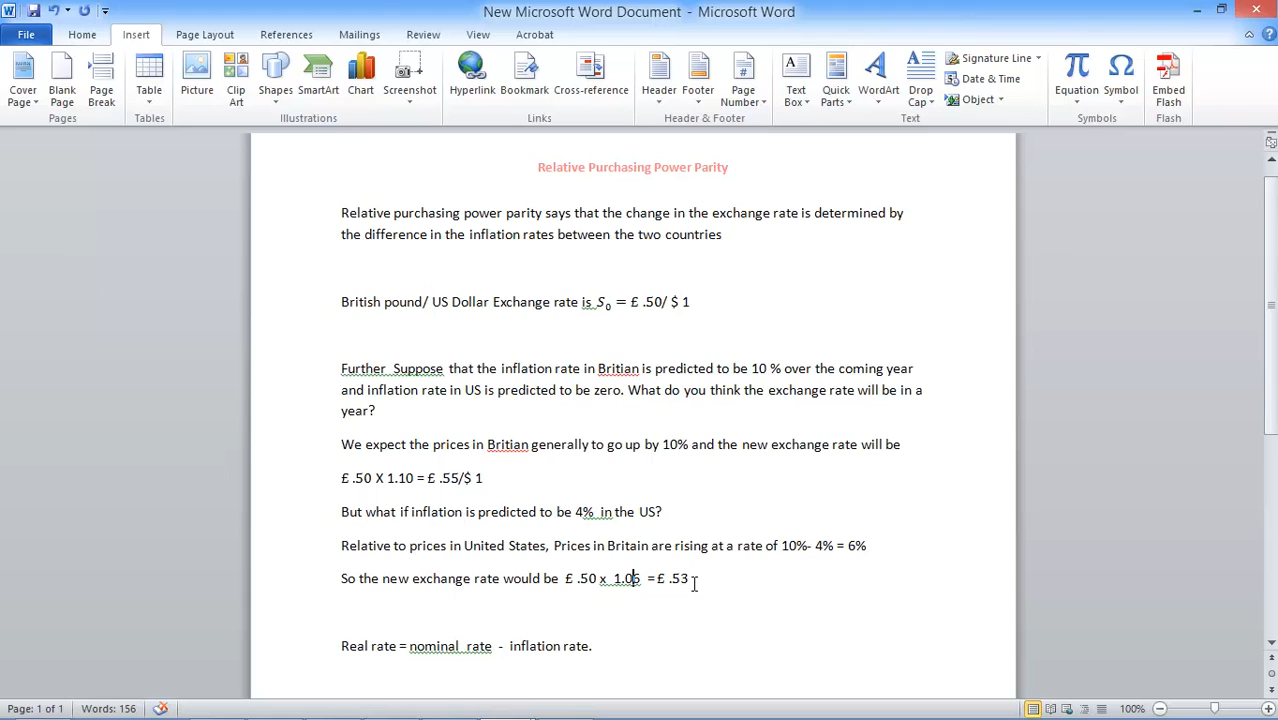 New Microsoft Word Document - Microsoft Word
File Home Insert Page Layout References Mailings Review View Acrobat
Cover Page Blank Page Page Break Table Picture Clip Art Shapes SmartArt Chart Screenshot Hyperlink Bookmark Cross-reference Header Footer Page Number Text Box Quick Parts WordArt Drop Cap Signature Line Date & Time Object Equation Symbol Embed Flash
Pages Tables Illustrations Links Header & Footer Text Symbols Flash
Relative Purchasing Power Parity
Relative purchasing power parity says that the change in the exchange rate is determined by
the difference in the inflation rates between the two countries
British pound/ US Dollar Exchange rate is S₀ = £ .50/ $ 1
Further Suppose that the inflation rate in Britian is predicted to be 10 % over the coming year
and inflation rate in US is predicted to be zero. What do you think the exchange rate will be in a
year?
We expect the prices in Britian generally to go up by 10% and the new exchange rate will be
£ .50 X 1.10 = £ .55/$ 1
But what if inflation is predicted to be 4% in the US?
Relative to prices in United States, Prices in Britain are rising at a rate of 10%- 4% = 6%
So the new exchange rate would be £ .50 x 1.06 =£ .53
Real rate = nominal rate - inflation rate.
Page: 1 of 1 Words: 156 100%